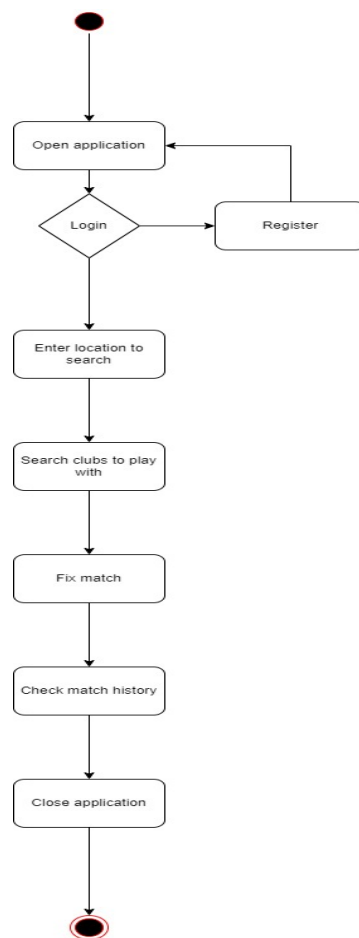 Open application
Login
Register
Enter location to
search
Search clubs to play
with
Fix match
Check match history
Close application